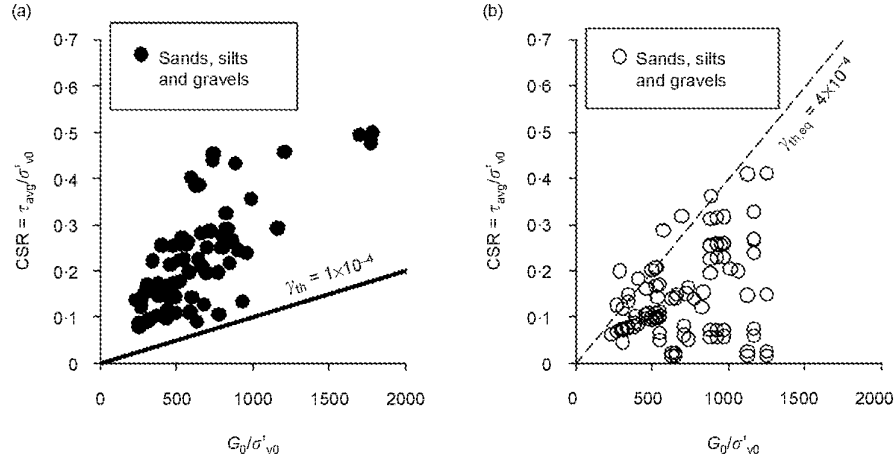 (a)
0·7
0·6
0·5
0·4
0·3
0·2
0·1
0
CSR = τavg/σ'v0
Sands, silts
and gravels
γth = 1×10⁻⁴
0 500 1000 1500 2000
G0/σ'v0
(b)
0·7
0·6
0·5
0·4
0·3
0·2
0·1
0
CSR = τavg/σ'v0
Sands, silts
and gravels
γth,eq = 4×10⁻⁴
0 500 1000 1500 2000
G0/σ'v0